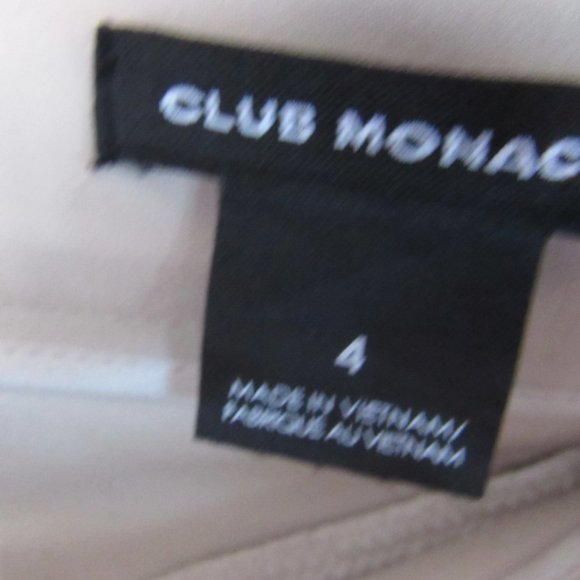 CLUB MONAC
4
MADE IN VIETNAM/
FABRIQUE AU VIETNAM